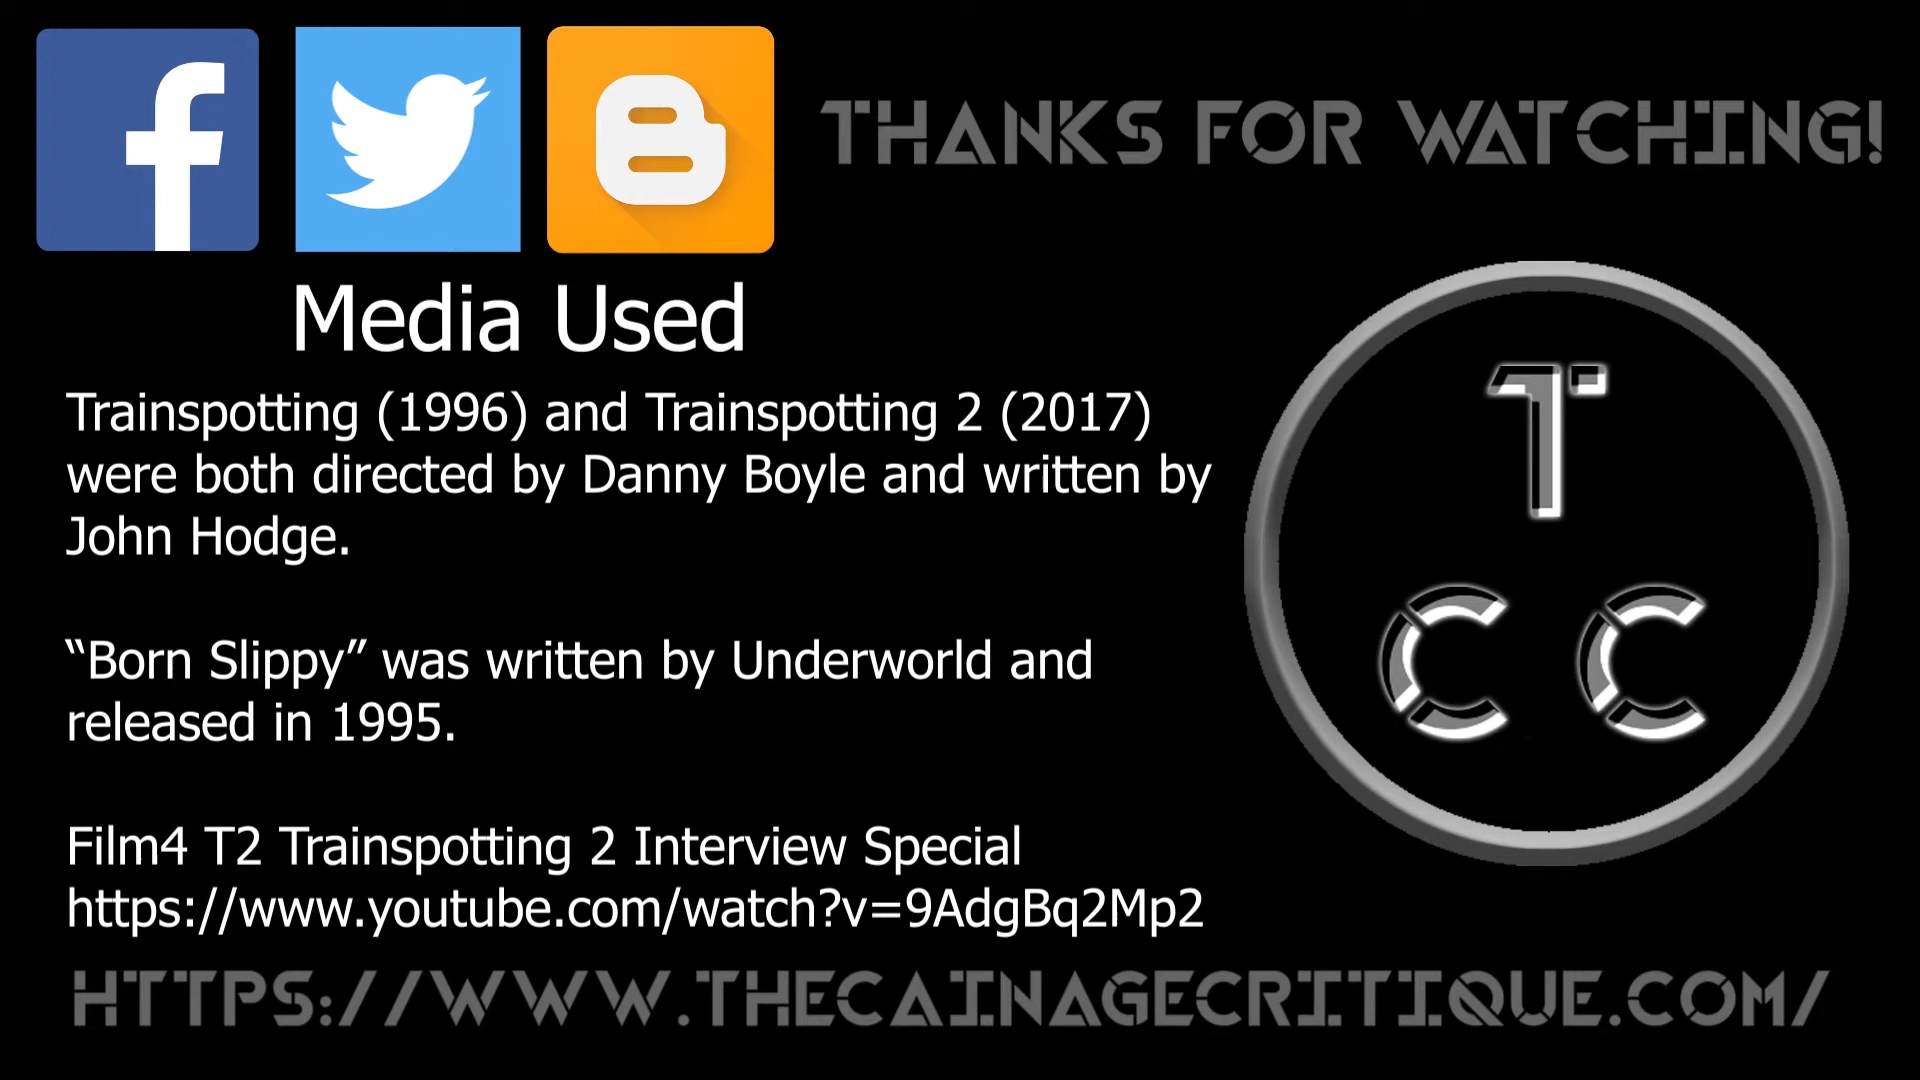 THANKS FOR WATCHING!
Media Used
Trainspotting (1996) and Trainspotting 2 (2017)
were both directed by Danny Boyle and written by
John Hodge.
“Born Slippy” was written by Underworld and
released in 1995.
Film4 T2 Trainspotting 2 Interview Special
https://www.youtube.com/watch?v=9AdgBq2Mp2
T
C C
HTTPS://WWW.THECAINAGECRITIQUE.COM/